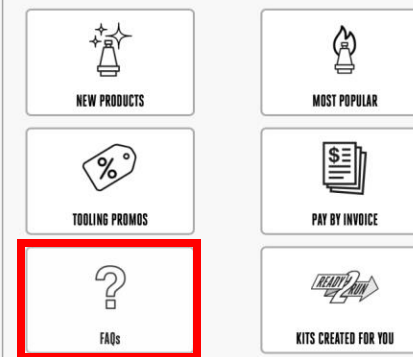 NEW PRODUCTS
MOST POPULAR
%
$
TOOLING PROMOS
PAY BY INVOICE
?
READY 2 RUN
FAQs
KITS CREATED FOR YOU